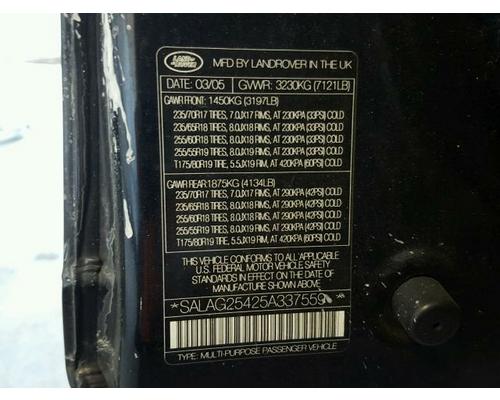 LAND ROVER
MFD BY LANDROVER IN THE UK
DATE: 03/05 GVWR: 3230KG (7121LB)
GAWR FRONT: 1450KG (3197LB)
235/70R17 TIRES, 7.0JX17 RIMS, AT 230KPA (33PSI) COLD
235/65R18 TIRES, 8.0JX18 RIMS, AT 230KPA (33PSI) COLD
255/60R18 TIRES, 8.0JX18 RIMS, AT 230KPA (33PSI) COLD
255/55R19 TIRES, 8.0JX19 RIMS, AT 230KPA (33PSI) COLD
T175/80R19 TIRE, 5.5JX19 RIM, AT 420KPA (60PSI) COLD
GAWR REAR:1875KG (4134LB)
235/70R17 TIRES, 7.0JX17 RIMS, AT 290KPA (42PSI) COLD
235/65R18 TIRES, 8.0JX18 RIMS, AT 290KPA (42PSI) COLD
255/60R18 TIRES, 8.0JX18 RIMS, AT 290KPA (42PSI) COLD
255/55R19 TIRES, 8.0JX19 RIMS, AT 290KPA (42PSI) COLD
T175/80R19 TIRE, 5.5JX19 RIM, AT 420KPA (60PSI) COLD
THIS VEHICLE CONFORMS TO ALL APPLICABLE
U.S. FEDERAL MOTOR VEHICLE SAFETY
STANDARDS IN EFFECT ON THE DATE OF
MANUFACTURE SHOWN ABOVE
*SALAG25425A337559 *
TYPE: MULTI-PURPOSE PASSENGER VEHICLE